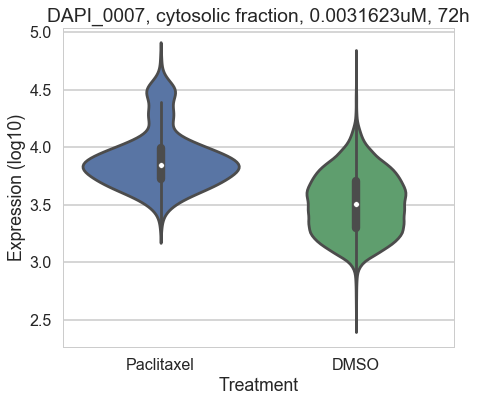 DAPI_0007, cytosolic fraction, 0.0031623uM, 72h
5.0
4.5
4.0
3.5
3.0
2.5
Expression (log10)
Paclitaxel DMSO
Treatment